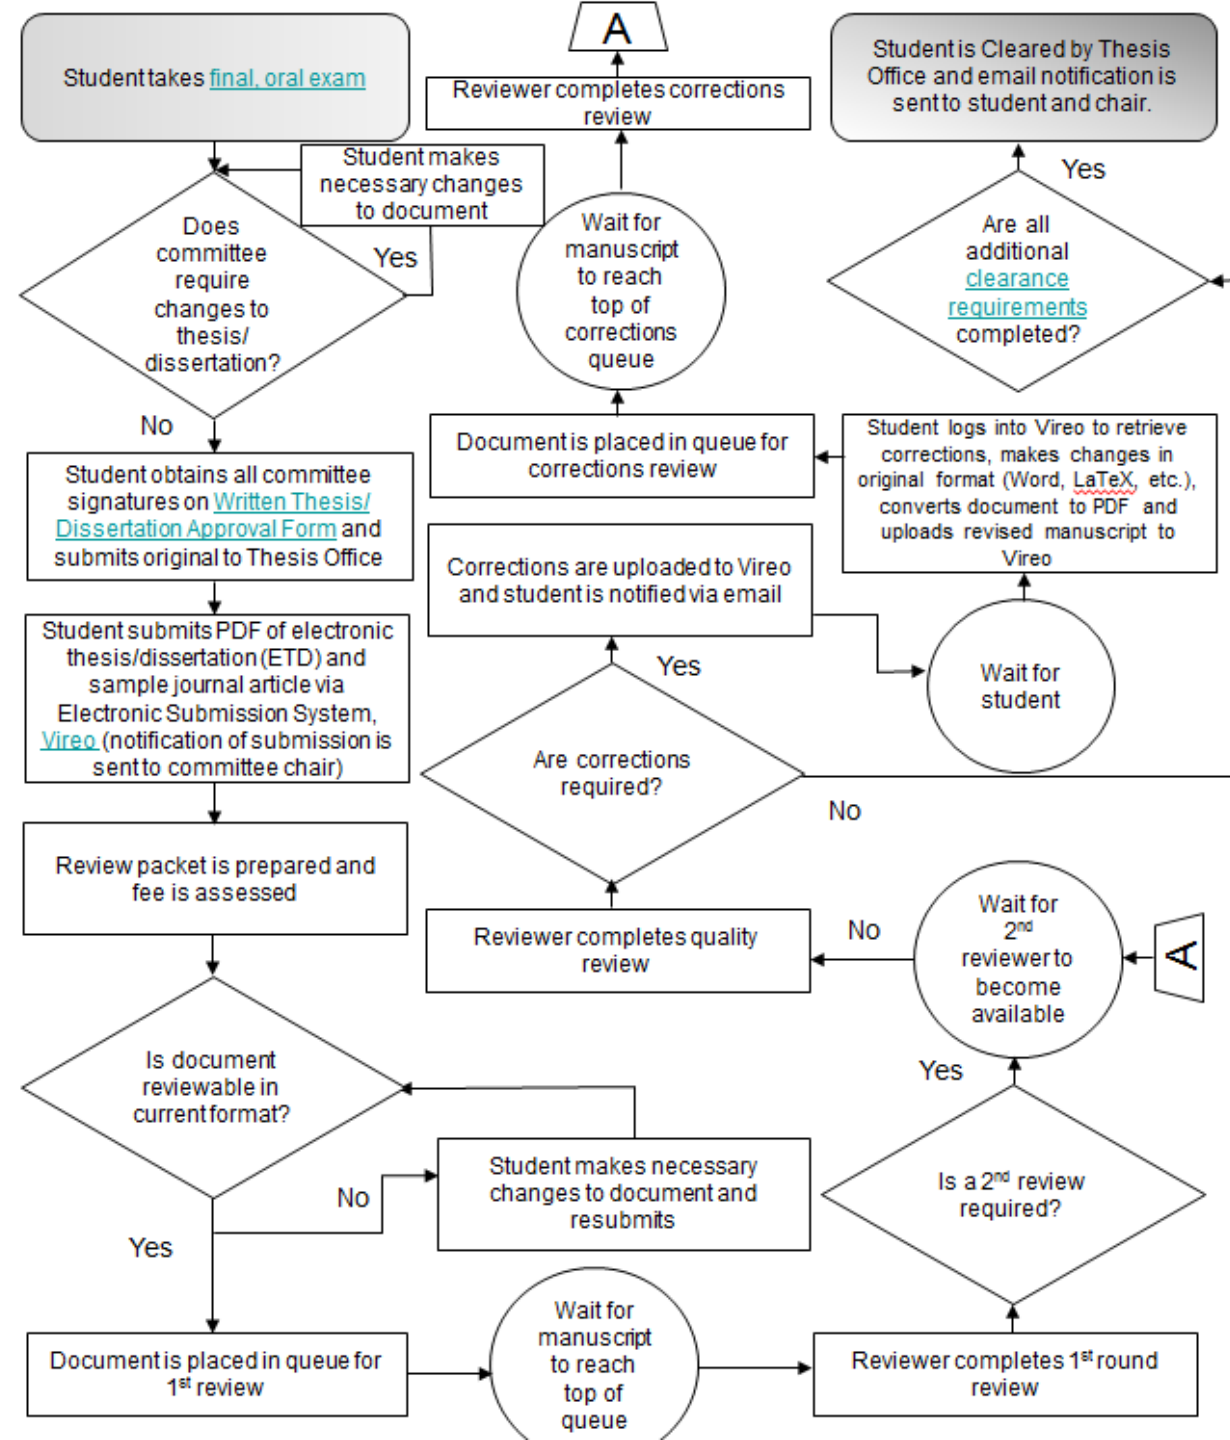 Student takes final, oral exam
Student makes
necessary changes
to document
Does
committee
require
changes to
thesis/
dissertation?
Yes
No
Student obtains all committee
signatures on Written Thesis/
Dissertation Approval Form and
submits original to Thesis Office
Student submits PDF of electronic
thesis/dissertation (ETD) and
sample journal article via
Electronic Submission System,
Vireo (notification of submission is
sent to committee chair)
Review packet is prepared and
fee is assessed
Is document
reviewable in
current format?
No
Student makes necessary
changes to document and
resubmits
Yes
Document is placed in queue for
1st review
Wait for
manuscript
to reach
top of
queue
Reviewer completes 1st round
review
Is a 2nd review
required?
Yes
Wait for
2nd
reviewer to
become
available
A
No
Reviewer completes quality
review
Are corrections
required?
Yes
No
Corrections are uploaded to Vireo
and student is notified via email
Wait for
student
Student logs into Vireo to retrieve
corrections, makes changes in
original format (Word, LaTeX, etc.),
converts document to PDF and
uploads revised manuscript to
Vireo
Document is placed in queue for
corrections review
Wait for
manuscript
to reach
top of
corrections
queue
Reviewer completes corrections
review
A
Are all
additional
clearance
requirements
completed?
Yes
Student is Cleared by Thesis
Office and email notification is
sent to student and chair.